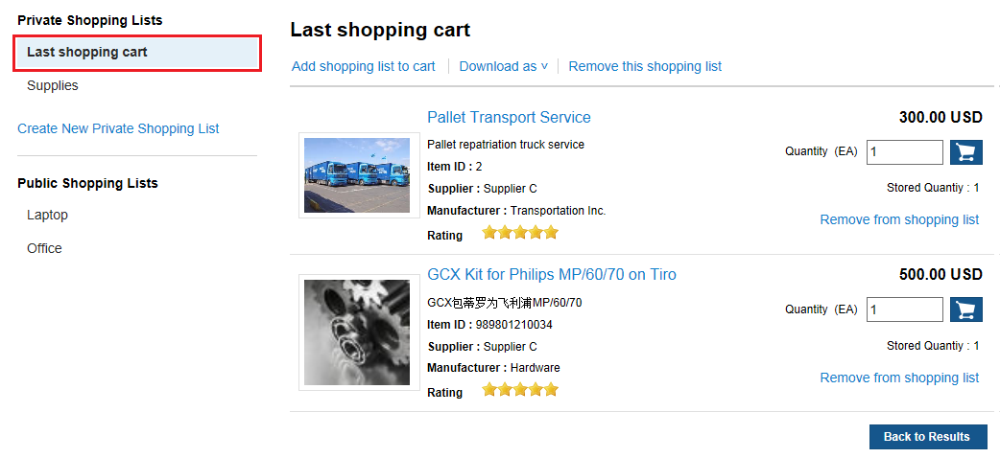 Private Shopping Lists
Last shopping cart
Supplies
Create New Private Shopping List
Public Shopping Lists
Laptop
Office
Last shopping cart
Add shopping list to cart
Download as ˅
Remove this shopping list
Pallet Transport Service
300.00 USD
Pallet repatriation truck service
Quantity (EA) 1
Item ID : 2
Supplier : Supplier C
Stored Quantiy : 1
Manufacturer : Transportation Inc.
Remove from shopping list
Rating
GCX Kit for Philips MP/60/70 on Tiro
500.00 USD
GCX包蒂罗为飞利浦MP/60/70
Quantity (EA) 1
Item ID : 989801210034
Supplier : Supplier C
Stored Quantiy : 1
Manufacturer : Hardware
Remove from shopping list
Rating
Back to Results